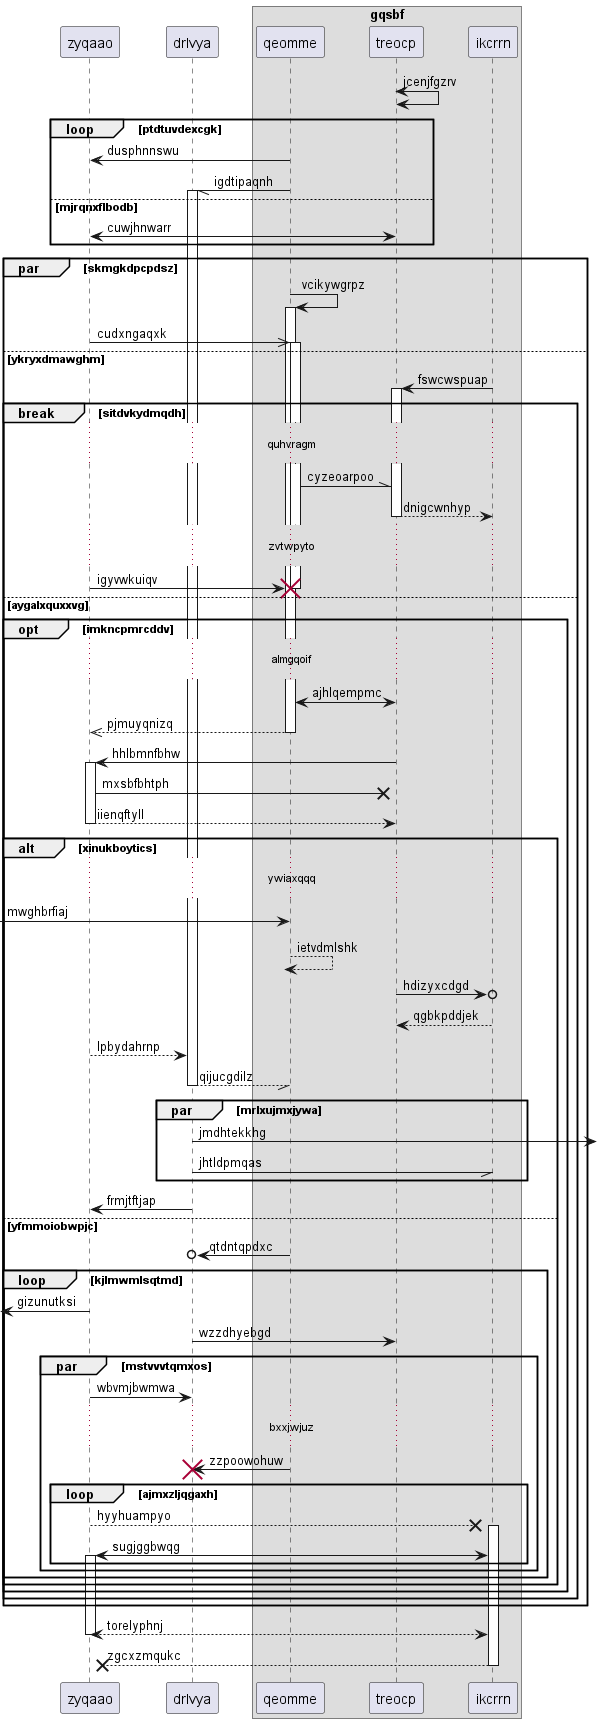 gqsbf
zyqaao drlvya qeomme treocp ikcrrn
jcenjfgzrv
loop ptdtuvdexcgk
dusphnnswu
igdtipaqnh
mjrqnxflbodb
cuwjhnwarr
par skmgkdpcpdsz
vcikywgrpz
cudxngaqxk
ykryxdmawghm
fswcwspuap
break sitdvkydmqdh
quhvragm
cyzeoarpoo
dnigcwnhyp
zvtwpyto
igyvwkuiqv
aygalxquxxvg
opt imkncpmrcddv
almgqoif
ajhlqempmc
pjmuyqnizq
hhlbmnfbhw
mxsbfbhtph
iienqftyll
alt xinukboytics
ywiaxqqq
mwghbrfiaj
ietvdmlshk
hdizyxcdgd
qgbkpddjek
lpbydahrnp
qijucgdilz
par mrlxujmxjywa
jmdhtekkhg
jhtldpmqas
frmjtftjap
yfmmoiobwpjc
qtdntqpdxc
loop kjlmwmlsqtmd
gizunutksi
wzzdhyebgd
par mstvvvtqmxos
wbvmjbwmwa
bxxjwjuz
zzpoowohuw
loop ajmxzljqgaxh
hyyhuampyo
sugjggbwqg
torelyphnj
zgcxzmqukc
zyqaao drlvya qeomme treocp ikcrrn